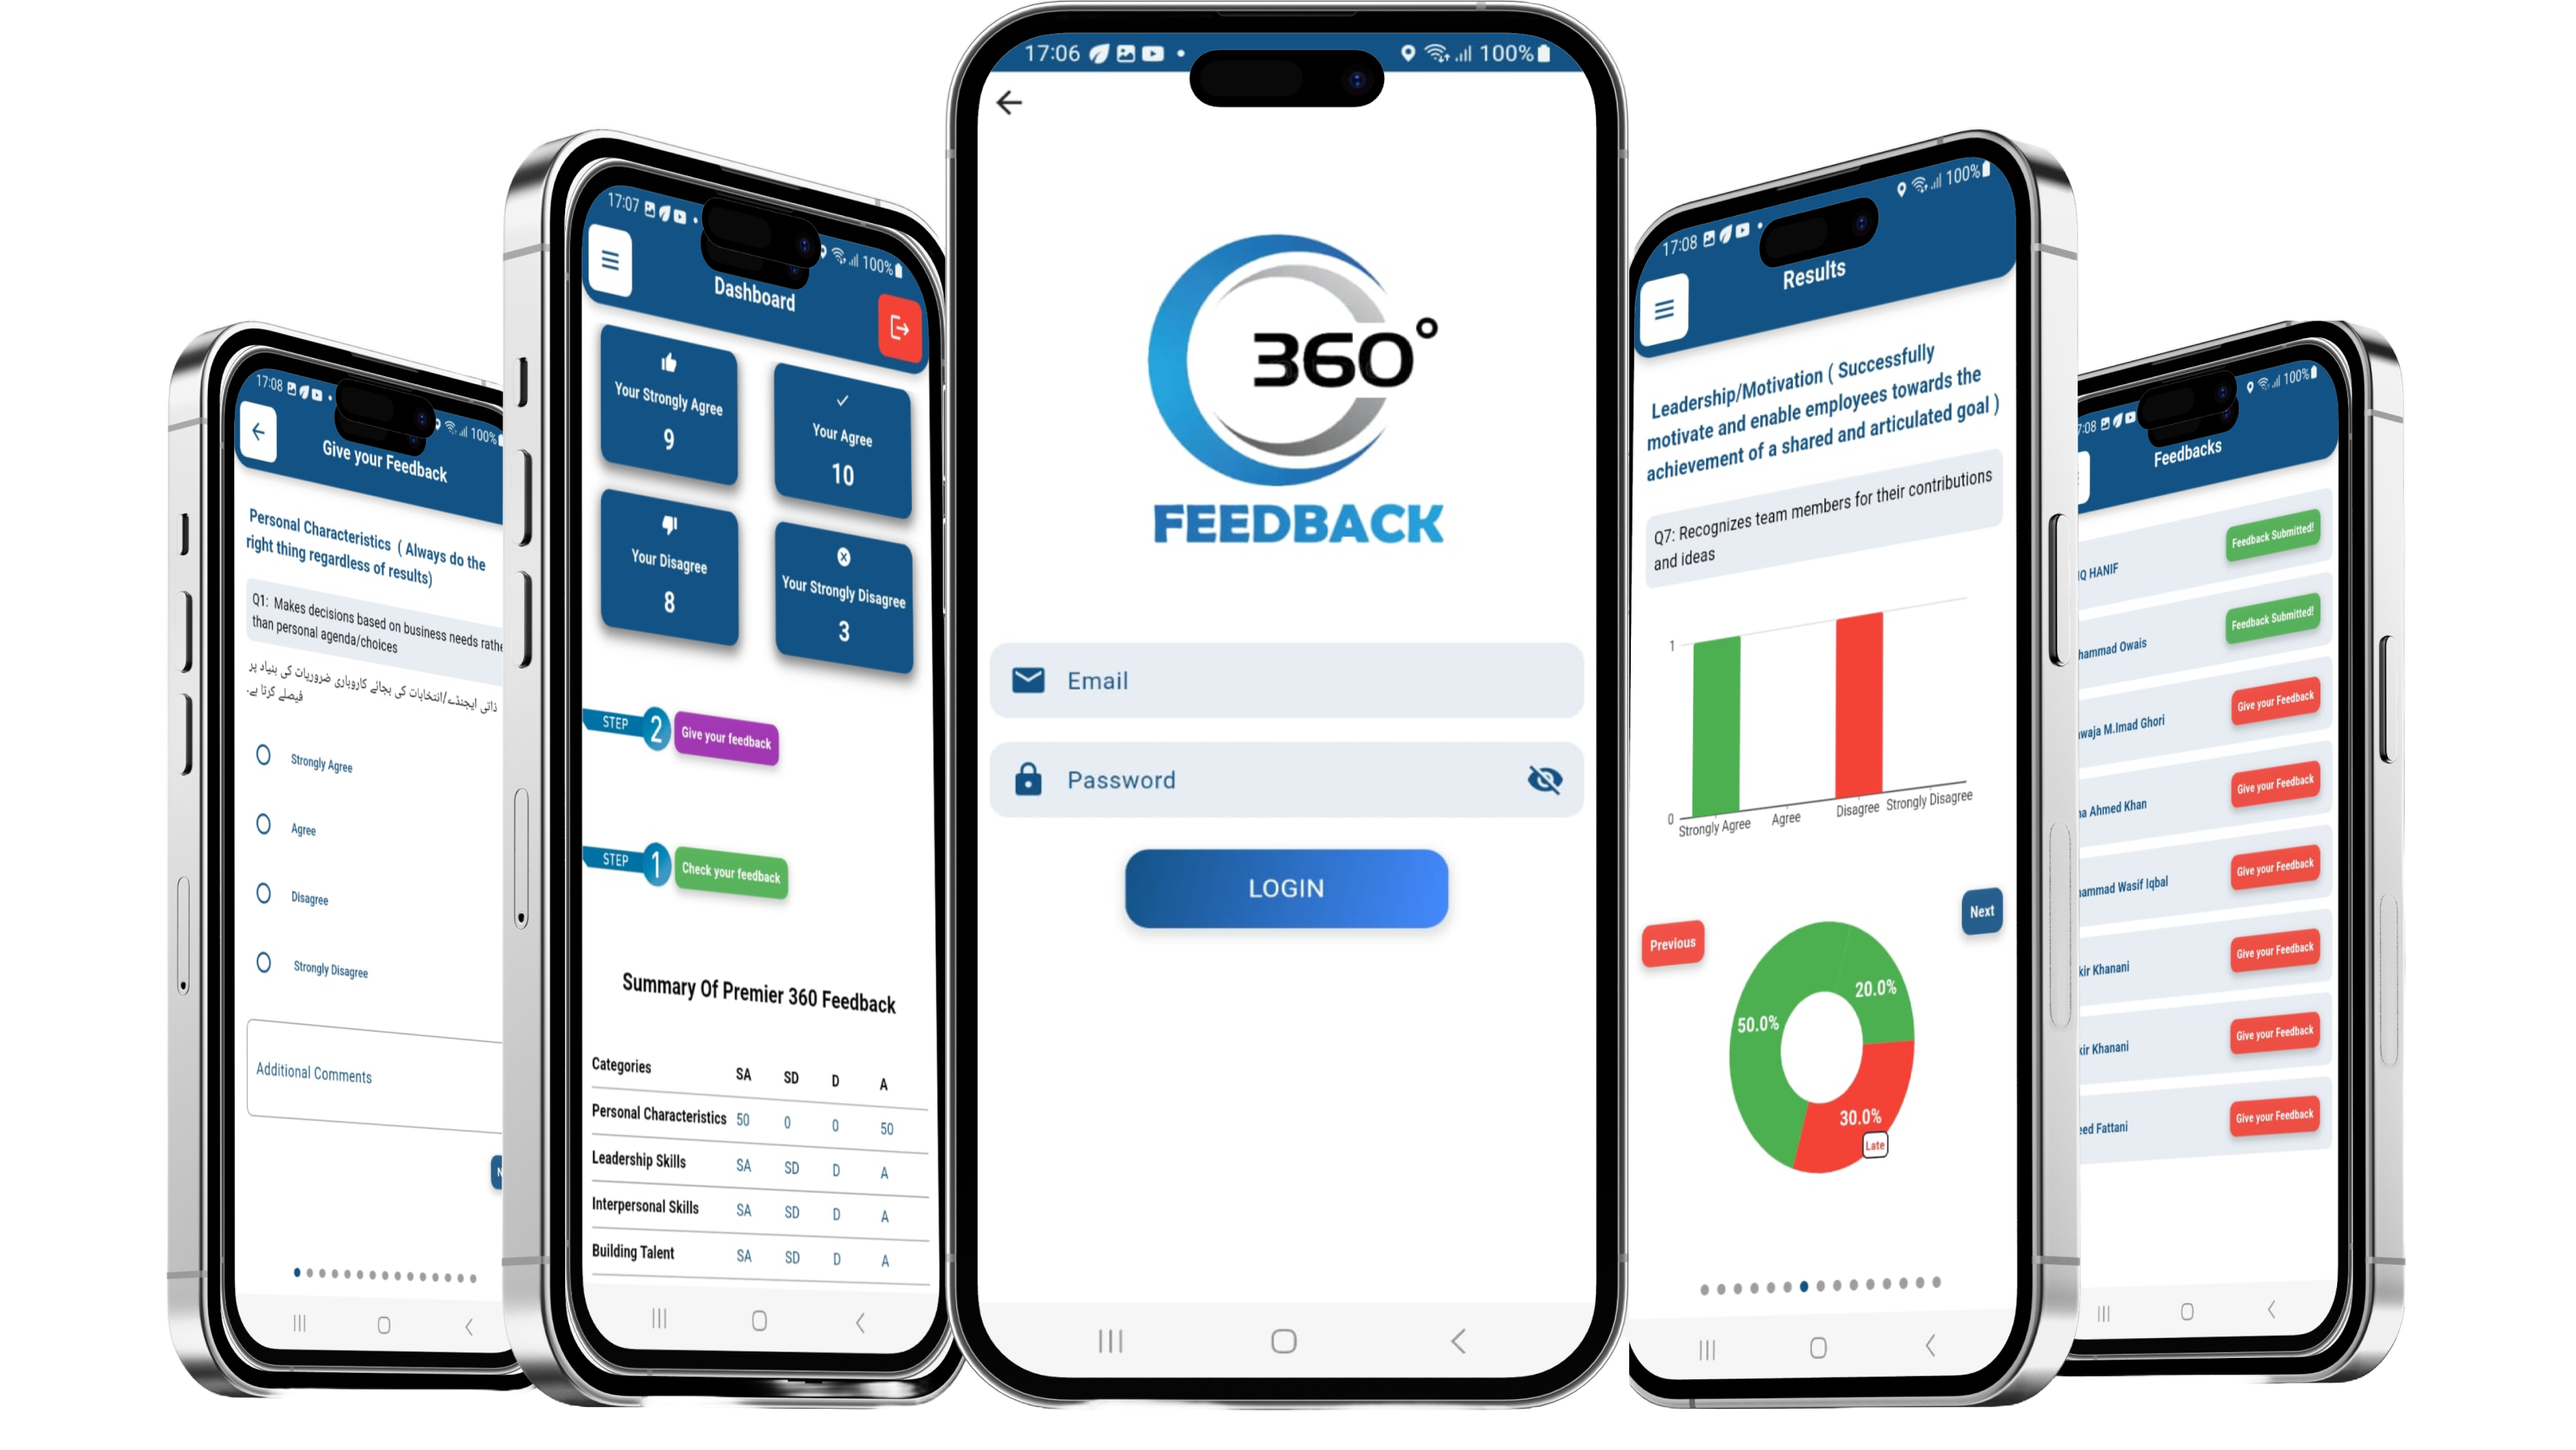 17:08
100%
Give your Feedback
Personal Characteristics ( Always do the
right thing regardless of results)
Q1: Makes decisions based on business needs
than personal agenda/choices
ذاتی ایجنڈے/انتخابات کی بجائے کاروباری ضروریات کی بنیاد پر
فیصلے کرتا ہے۔
Strongly Agree
Agree
Disagree
Strongly Disagree
Additional Comments
17:07
100%
Dashboard
Your Strongly Agree
9
Your Agree
10
Your Disagree
8
Your Strongly Disagree
3
STEP 2 Give your feedback
STEP 1 Check your feedback
Summary Of Premier 360 Feedback
Categories SA SD D A
Personal Characteristics 50 0 0 50
Leadership Skills SA SD D A
Interpersonal Skills SA SD D A
Building Talent SA SD D A
17:06
100%
360°
FEEDBACK
Email
Password
LOGIN
17:08
100%
Results
Leadership/Motivation ( Successfully
motivate and enable employees towards the
achievement of a shared and articulated goal )
Q7: Recognizes team members for their contributions
and ideas
1
0
Strongly Agree Agree Disagree Strongly Disagree
Previous
Next
20.0%
50.0%
30.0%
Late
:08
100%
Feedbacks
HANIF
Feedback Submitted!
Owais
Feedback Submitted!
M.Imad Ghori
Give your Feedback
Ahmed Khan
Give your Feedback
Wasif Iqbal
Give your Feedback
Khanani
Give your Feedback
Khanani
Give your Feedback
Fattani
Give your Feedback